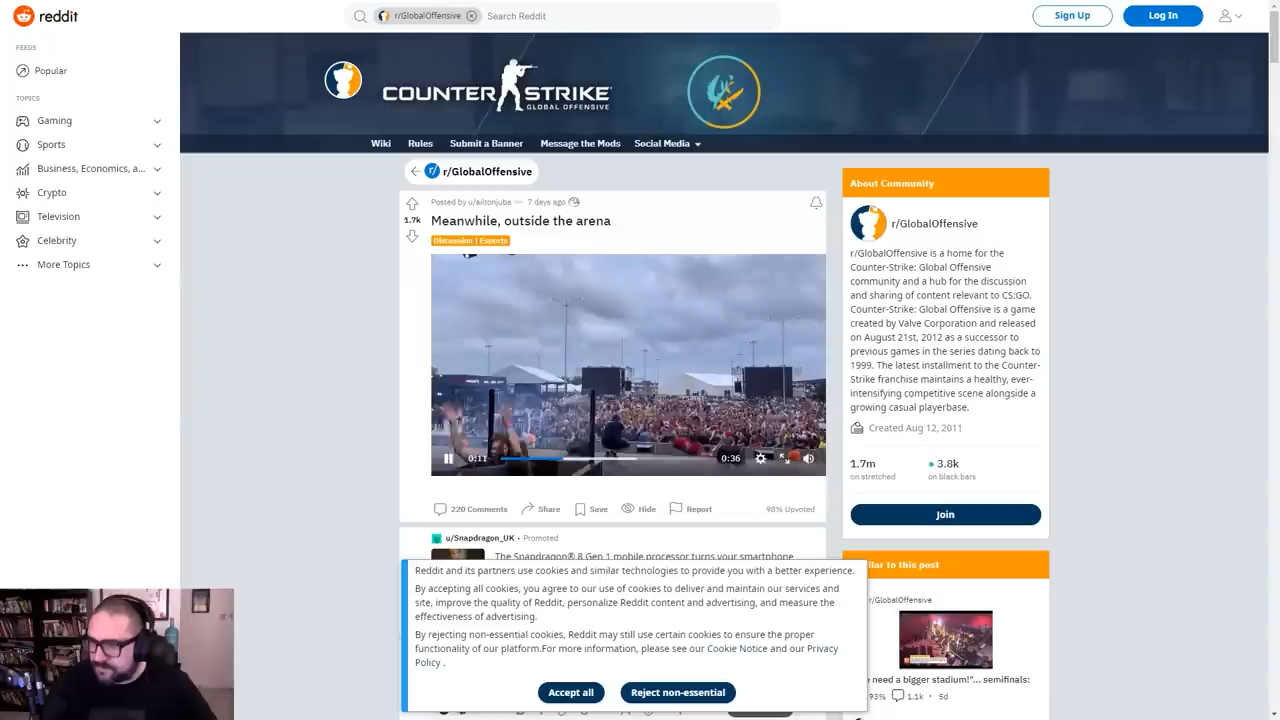 reddit
r/GlobalOffensive
Search Reddit
Sign Up
Log In
FEEDS
Popular
TOPICS
Gaming
Sports
Business, Economics, a...
Crypto
Television
Celebrity
More Topics
COUNTER STRIKE
GLOBAL OFFENSIVE
Wiki
Rules
Submit a Banner
Message the Mods
Social Media
r/ r/GlobalOffensive
Posted by u/ailtonjuba 7 days ago
1.7k
Meanwhile, outside the arena
Discussion | Esports
0:11
0:36
220 Comments
Share
Save
Hide
Report
98% Upvoted
u/Snapdragon_UK • Promoted
The Snapdragon® 8 Gen 1 mobile processor turns your smartphone
Reddit and its partners use cookies and similar technologies to provide you with a better experience.
By accepting all cookies, you agree to our use of cookies to deliver and maintain our services and
site, improve the quality of Reddit, personalize Reddit content and advertising, and measure the
effectiveness of advertising.
By rejecting non-essential cookies, Reddit may still use certain cookies to ensure the proper
functionality of our platform.For more information, please see our Cookie Notice and our Privacy
Policy .
Accept all
Reject non-essential
About Community
r/GlobalOffensive
r/GlobalOffensive is a home for the
Counter-Strike: Global Offensive
community and a hub for the discussion
and sharing of content relevant to CS:GO.
Counter-Strike: Global Offensive is a game
created by Valve Corporation and released
on August 21st, 2012 as a successor to
previous games in the series dating back to
1999. The latest installment to the Counter-
Strike franchise maintains a healthy, ever-
intensifying competitive scene alongside a
growing casual playerbase.
Created Aug 12, 2011
1.7m
on stretched
3.8k
on black bars
Join
ilar to this post
r/GlobalOffensive
need a bigger stadium!"... semifinals:
93%
1.1k • 5d